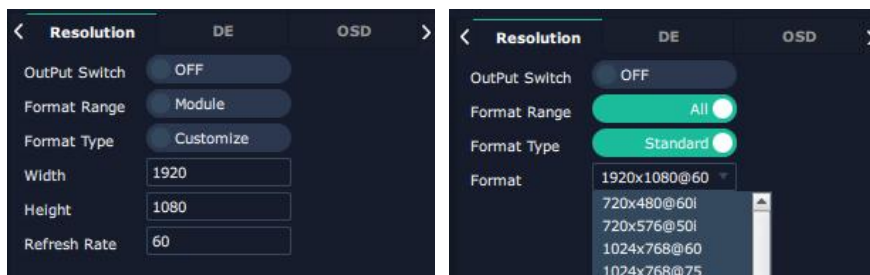 Resolution DE OSD
OutPut Switch OFF
Format Range Module
Format Type Customize
Width 1920
Height 1080
Refresh Rate 60
Resolution DE OSD
OutPut Switch OFF
Format Range All
Format Type Standard
Format 1920x1080@60
720x480@60i
720x576@50i
1024x768@60
1024x768@75